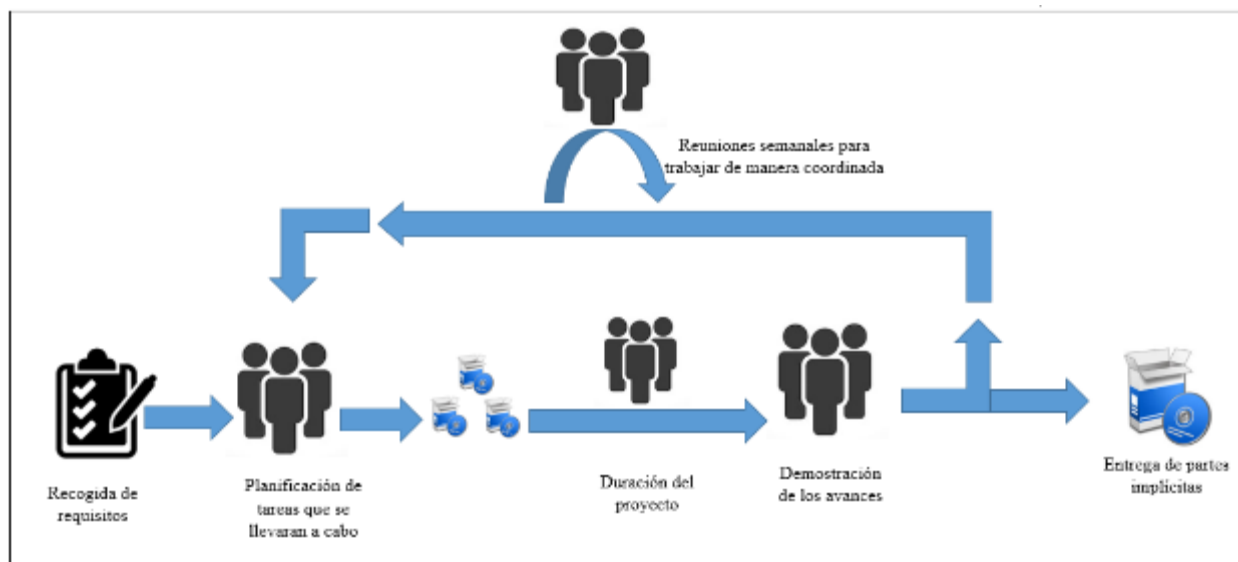 Reuniones semanales para
trabajar de manera coordinada
Recogida de
requisitos
Planificación de
tareas que se
llevaran a cabo
Duración del
proyecto
Demostración
de los avances
Entrega de partes
implícitas